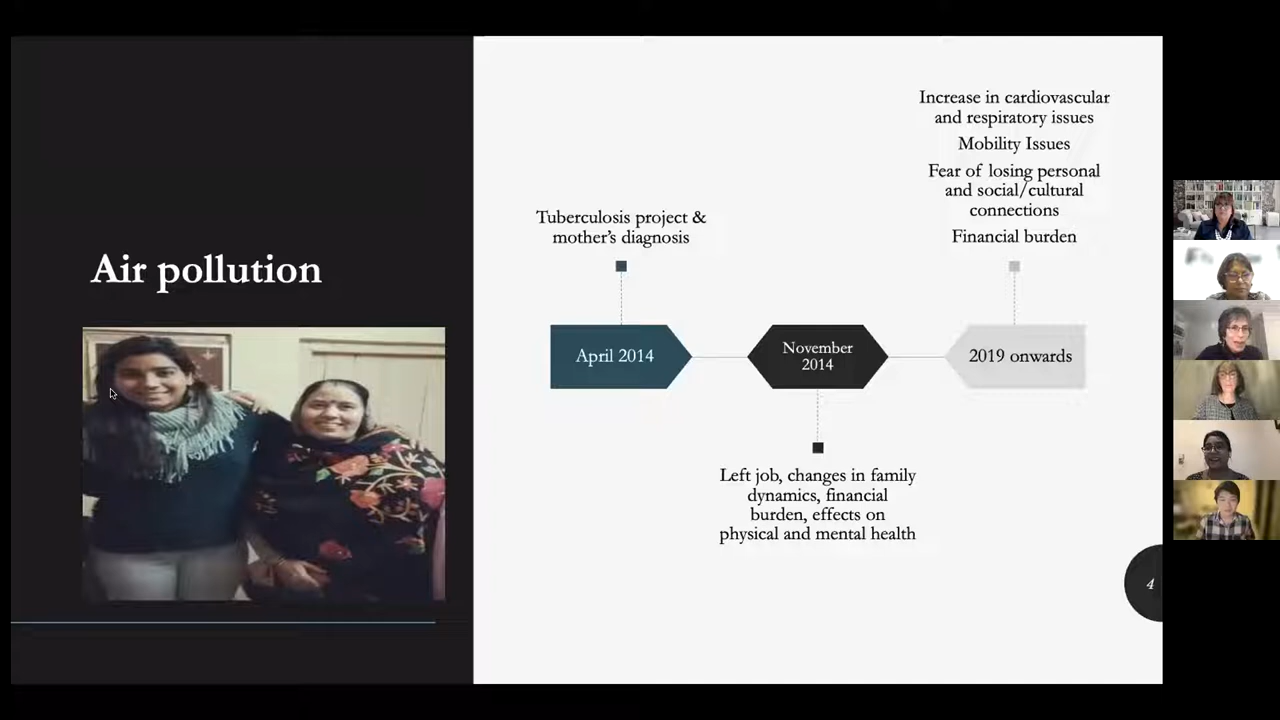 Air pollution
Increase in cardiovascular
and respiratory issues
Mobility Issues
Fear of losing personal
and social/cultural
connections
Financial burden
Tuberculosis project &
mother's diagnosis
April 2014
November
2014
2019 onwards
Left job, changes in family
dynamics, financial
burden, effects on
physical and mental health
4